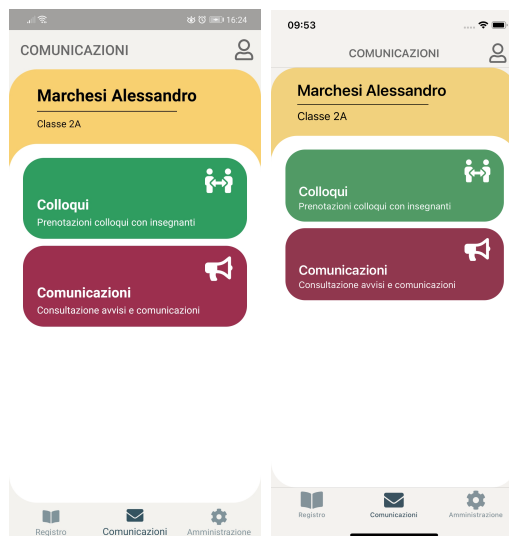 16:24
COMUNICAZIONI
Marchesi Alessandro
Classe 2A
Colloqui
Prenotazioni colloqui con insegnanti
Comunicazioni
Consultazione avvisi e comunicazioni
Registro
Comunicazioni
Amministrazione
09:53
COMUNICAZIONI
Marchesi Alessandro
Classe 2A
Colloqui
Prenotazioni colloqui con insegnanti
Comunicazioni
Consultazione avvisi e comunicazioni
Registro
Comunicazioni
Amministrazione